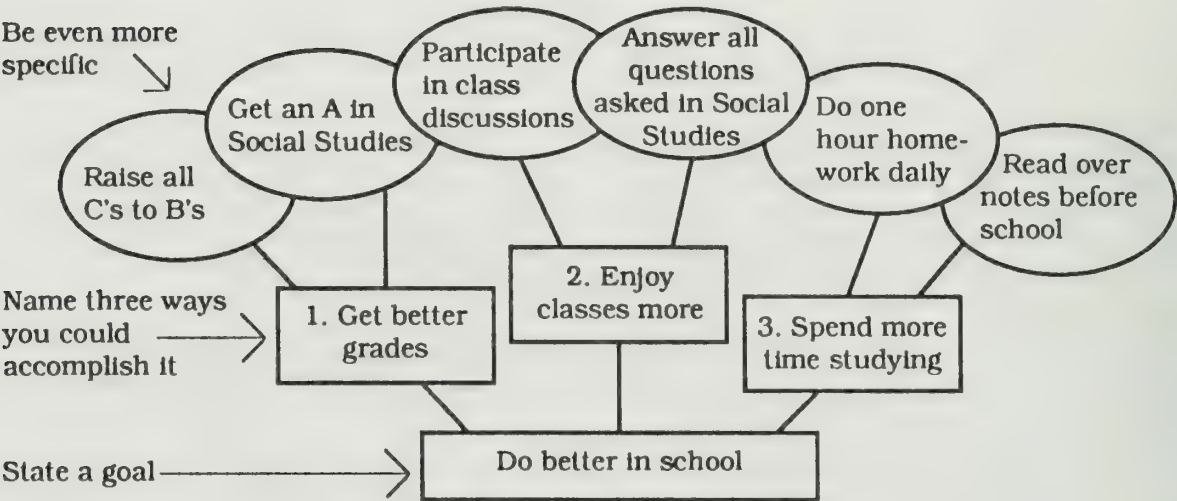 Be even more
specific
Raise all
C's to B's
Get an A in
Social Studies
Participate
in class
discussions
Answer all
questions
asked in Social
Studies
Do one
hour home-
work daily
Read over
notes before
school
Name three ways
you could
accomplish it
1. Get better
grades
2. Enjoy
classes more
3. Spend more
time studying
State a goal
Do better in school